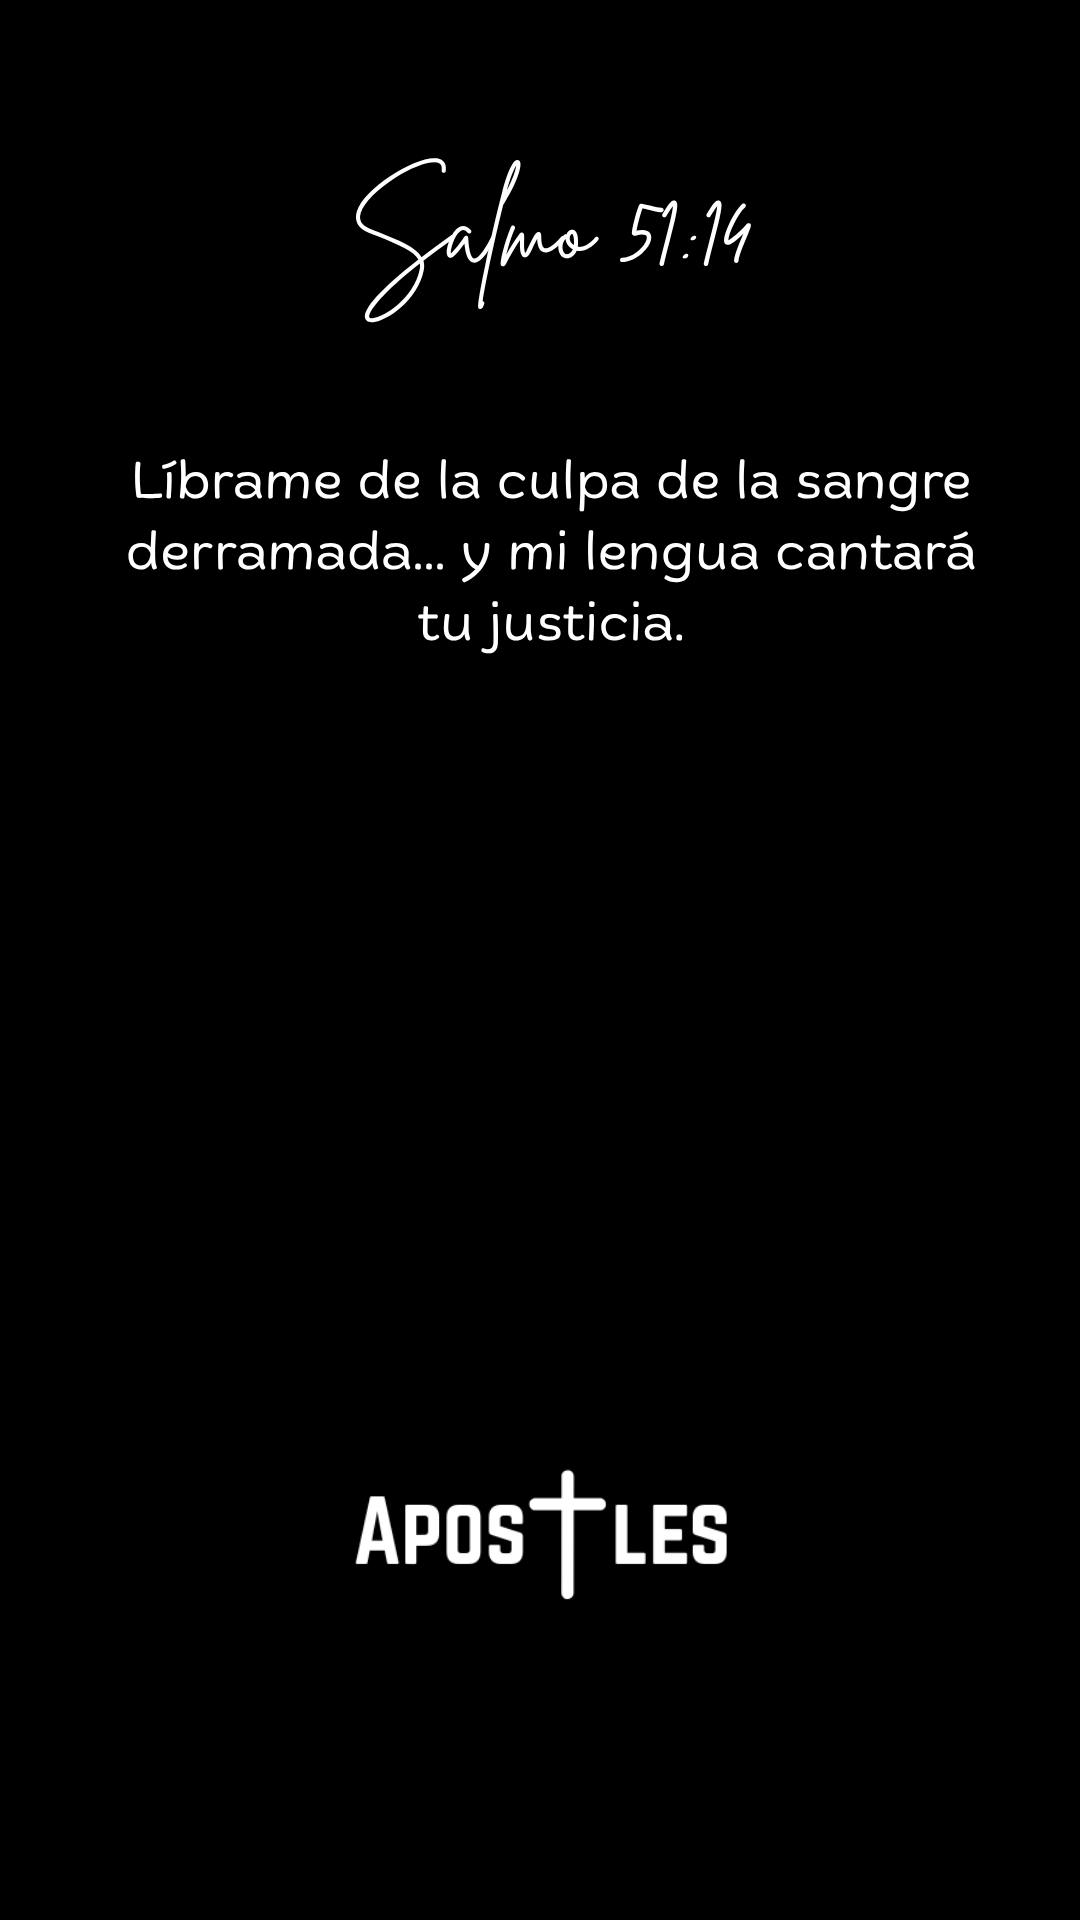 Salmo 51:14
Líbrame de la culpa de la sangre
derramada... y mi lengua cantará
tu justicia.
APOSTLES